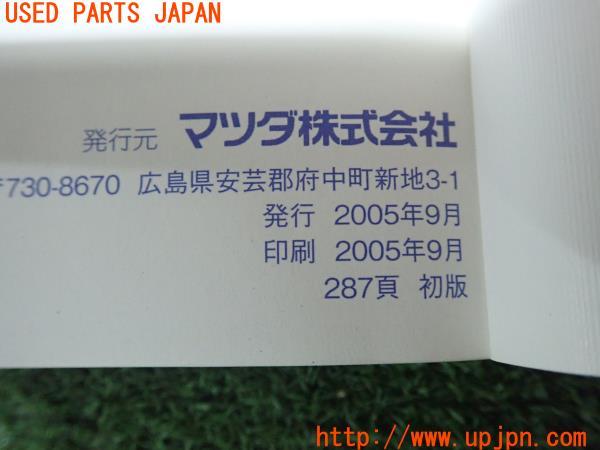 USED PARTS JAPAN
発行元 マツダ株式会社
〒730-8670 広島県安芸郡府中町新地3-1
発行 2005年9月
印刷 2005年9月
287頁 初版
http://www.upjpn.com/